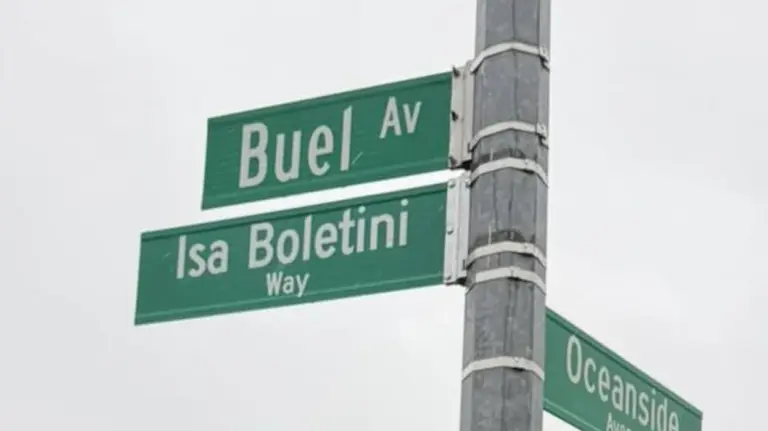 Buel Av
Isa Boletini
Way
Oceanside